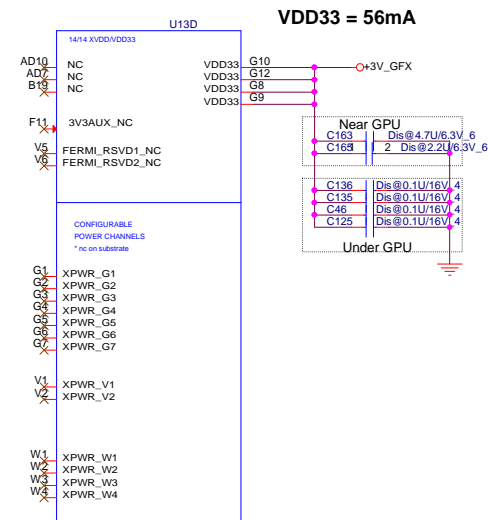 VDD33 = 56mA
U13D
14/14 XVDD/VDD33
AD10 NC VDD33 G10 +3V_GFX
AD7 NC VDD33 G12
B19 NC VDD33 G8
VDD33 G9
F11 3V3AUX_NC
Near GPU
C163 Dis@4.7U/6.3V_6
V5 FERMI_RSVD1_NC C165 1 2 Dis@2.2U/6.3V_6
V6 FERMI_RSVD2_NC
C136 Dis@0.1U/16V_4
C135 Dis@0.1U/16V_4
C46 Dis@0.1U/16V_4
C125 Dis@0.1U/16V_4
CONFIGURABLE
POWER CHANNELS
* nc on substrate
Under GPU
G1 XPWR_G1
G2 XPWR_G2
G3 XPWR_G3
G4 XPWR_G4
G5 XPWR_G5
G6 XPWR_G6
G7 XPWR_G7
V1 XPWR_V1
V2 XPWR_V2
W1 XPWR_W1
W2 XPWR_W2
W3 XPWR_W3
W4 XPWR_W4